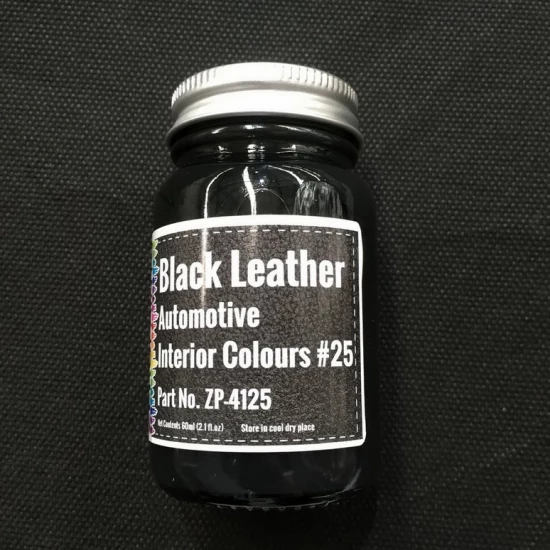 Black Leather
Automotive
Interior Colours #25
Part No. ZP-4125
Net Contents 60ml (2.1 fl.oz) Store in cool dry place